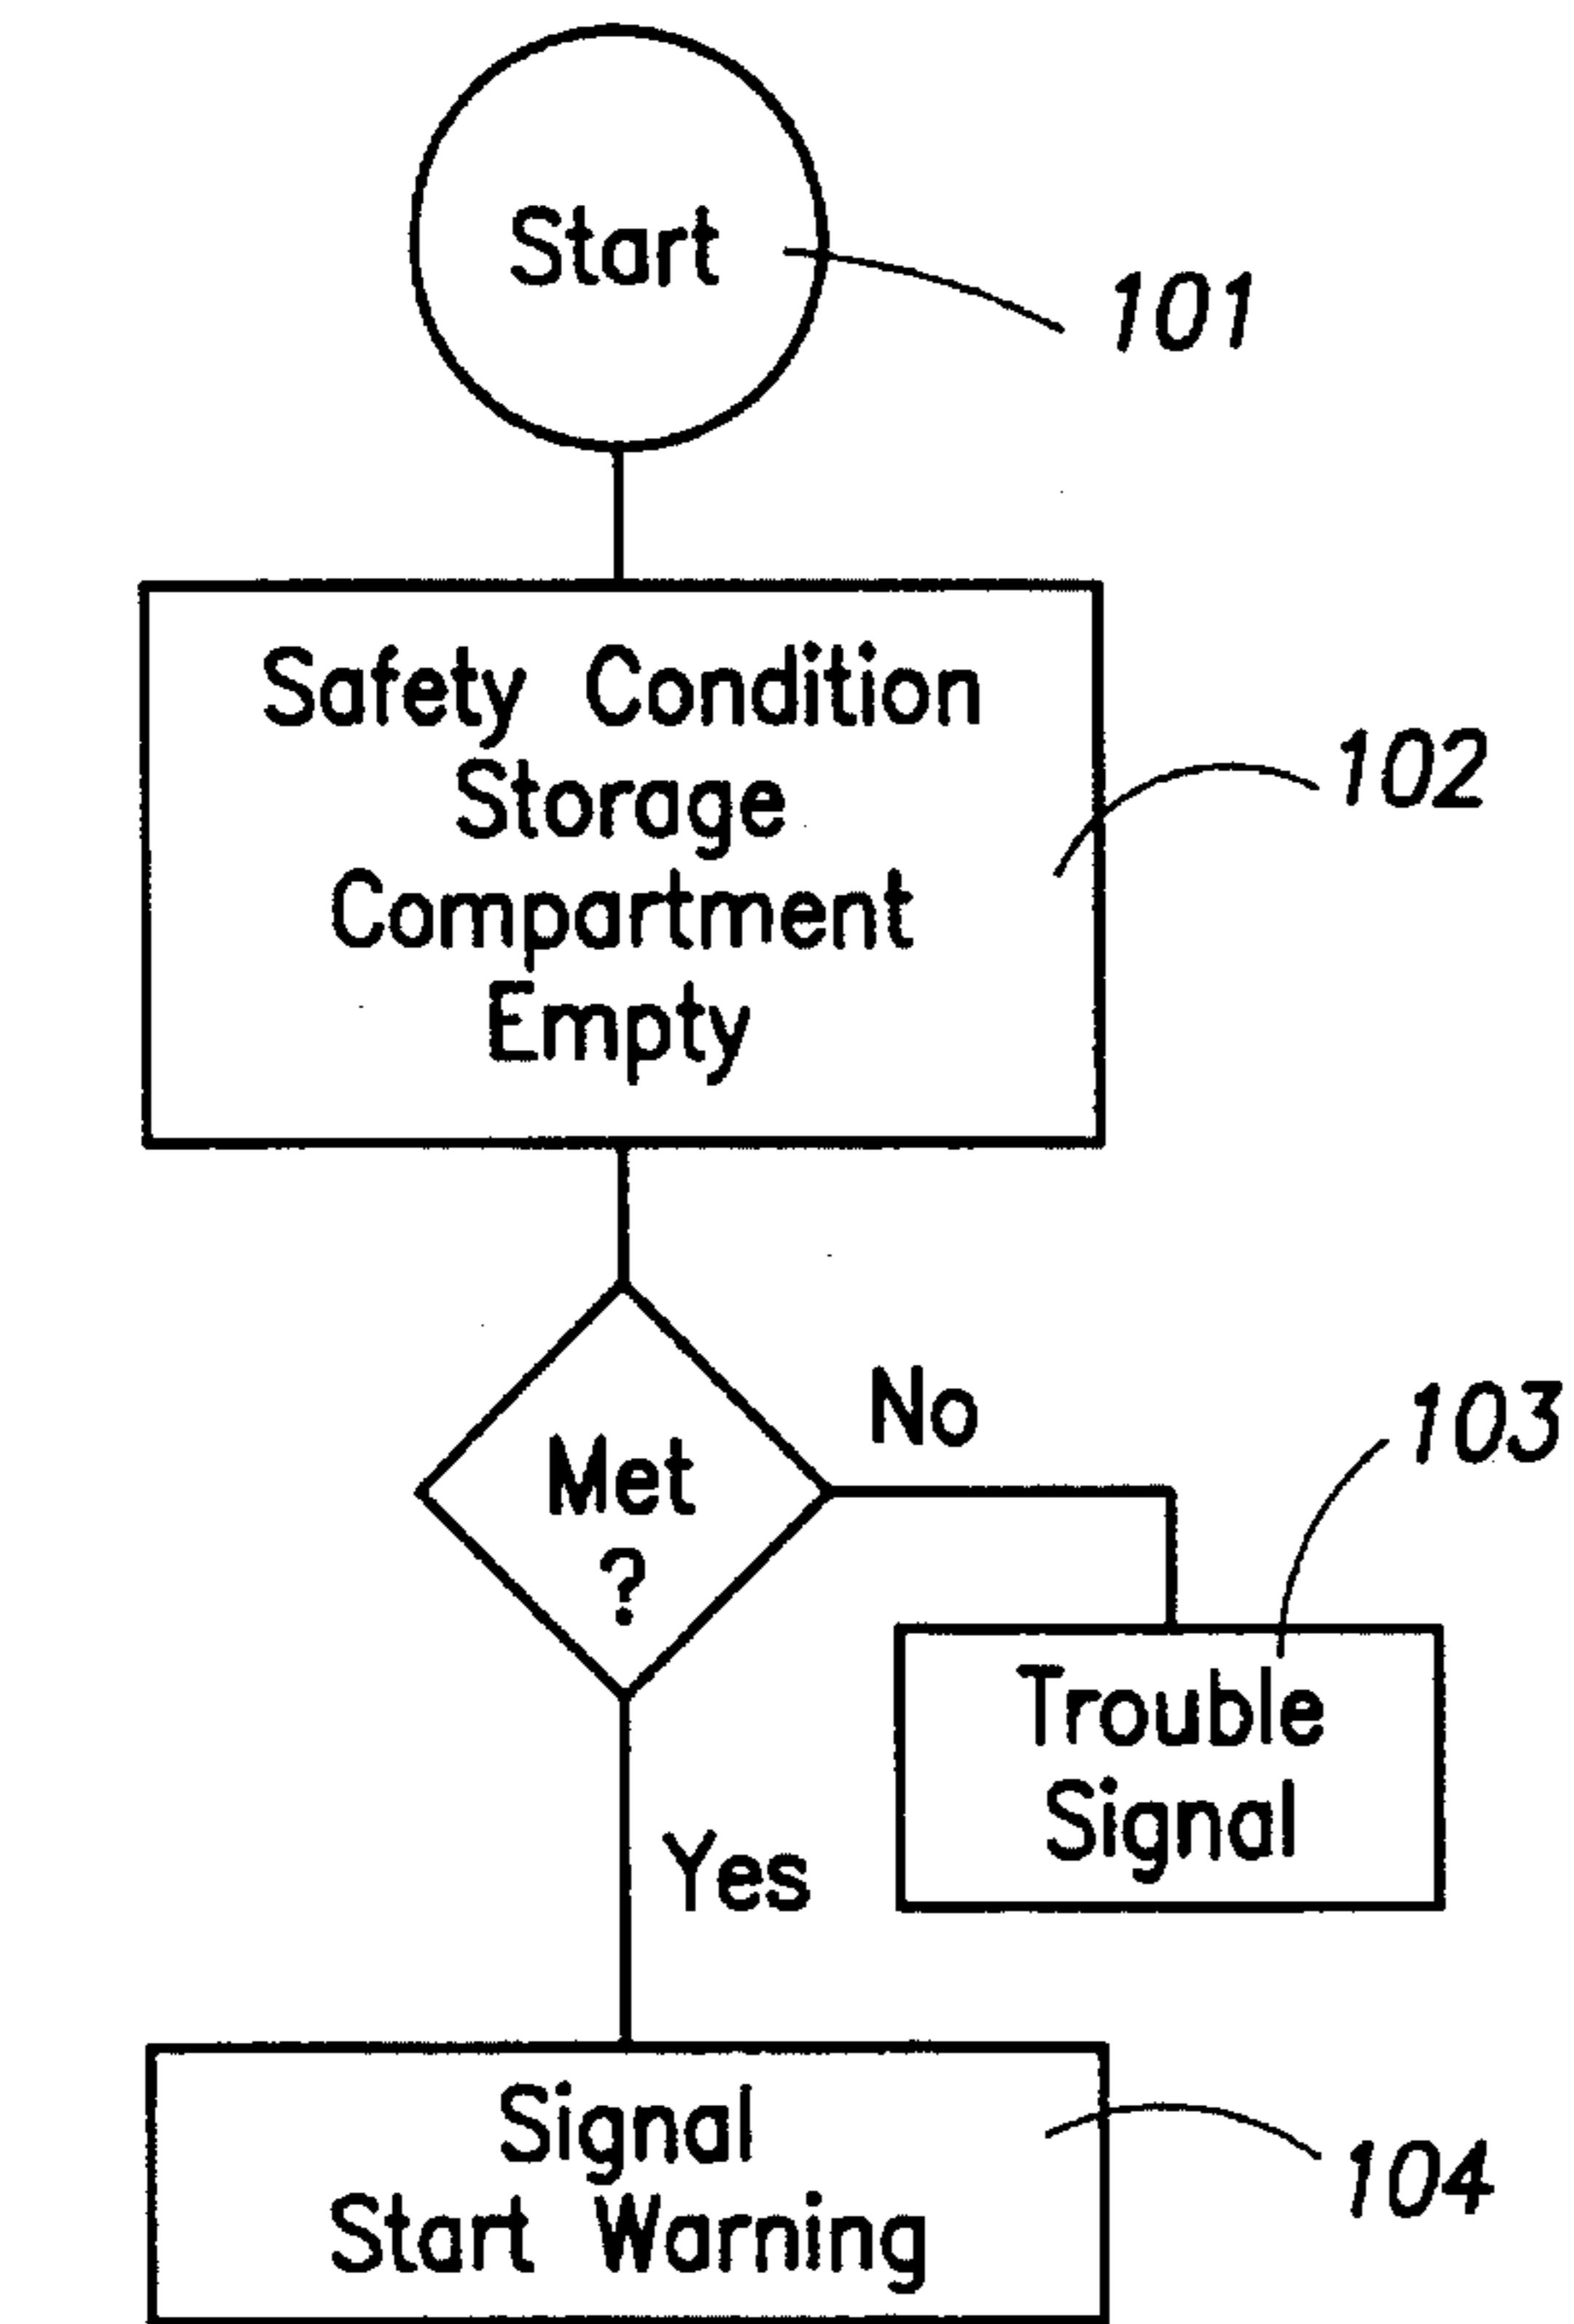 Start
101
Safety Condition
Storage
Compartment
Empty
102
Met
?
No
103
Trouble
Signal
Yes
Signal
Start Warning
104